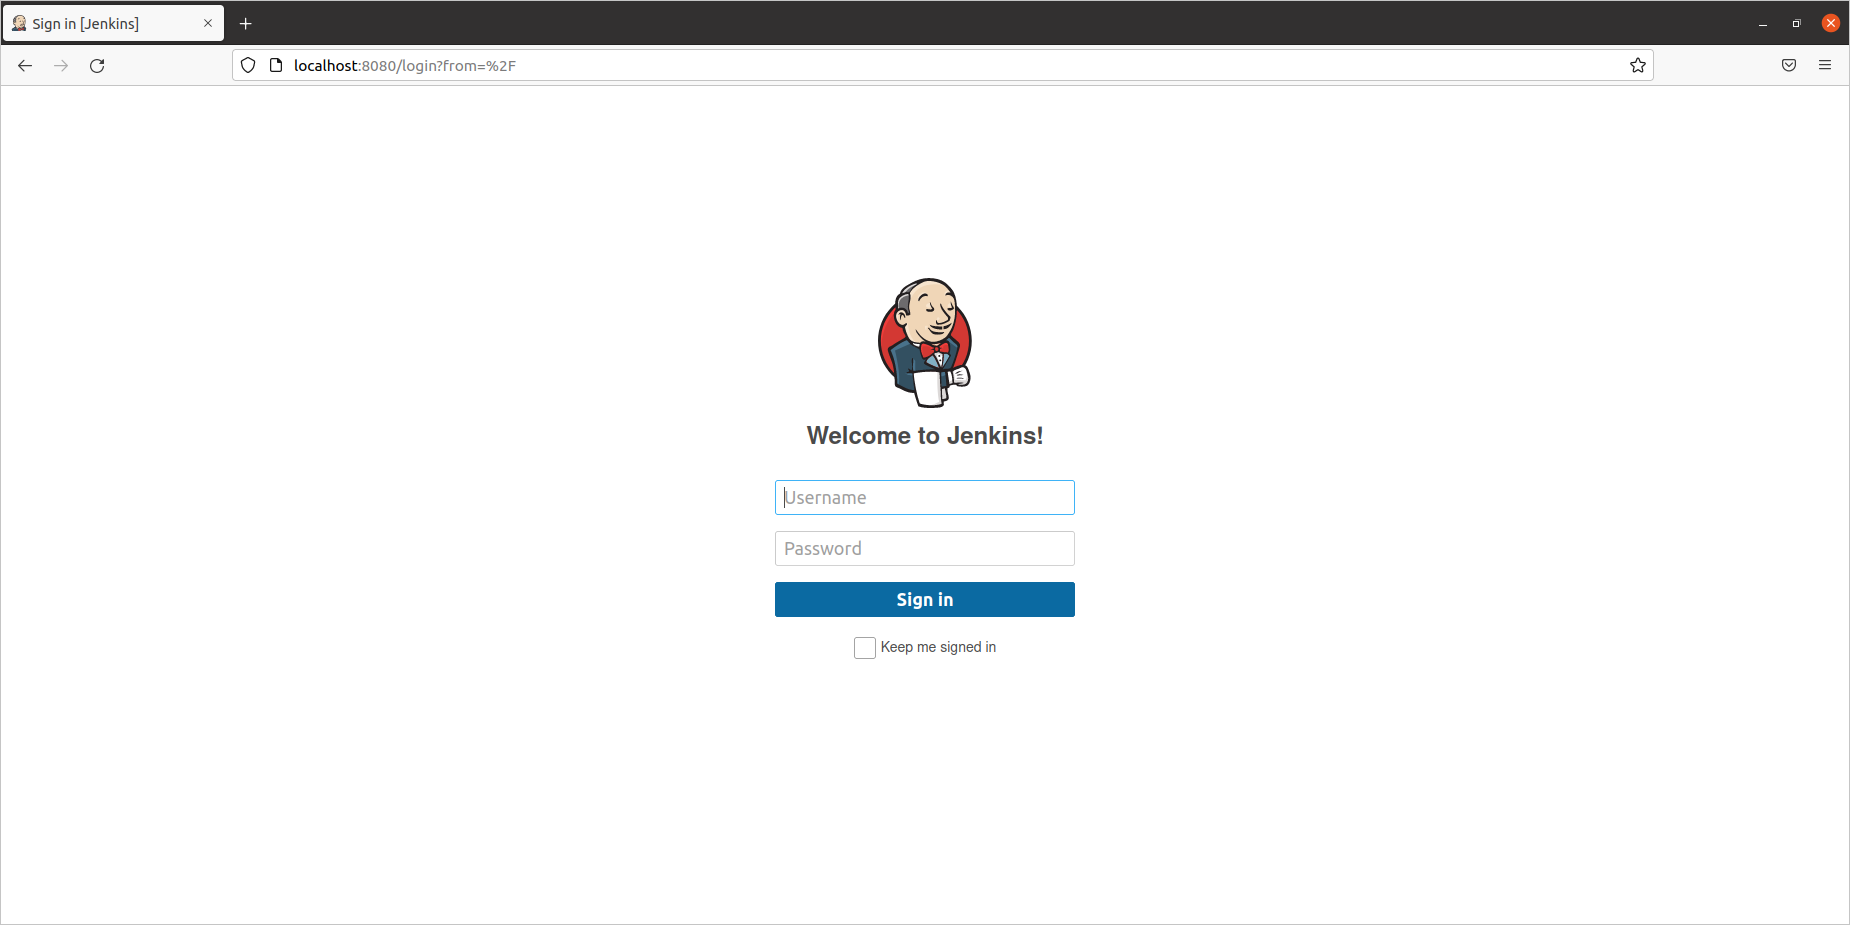 Sign in [Jenkins]
localhost:8080/login?from=%2F
Welcome to Jenkins!
Username
Password
Sign in
Keep me signed in